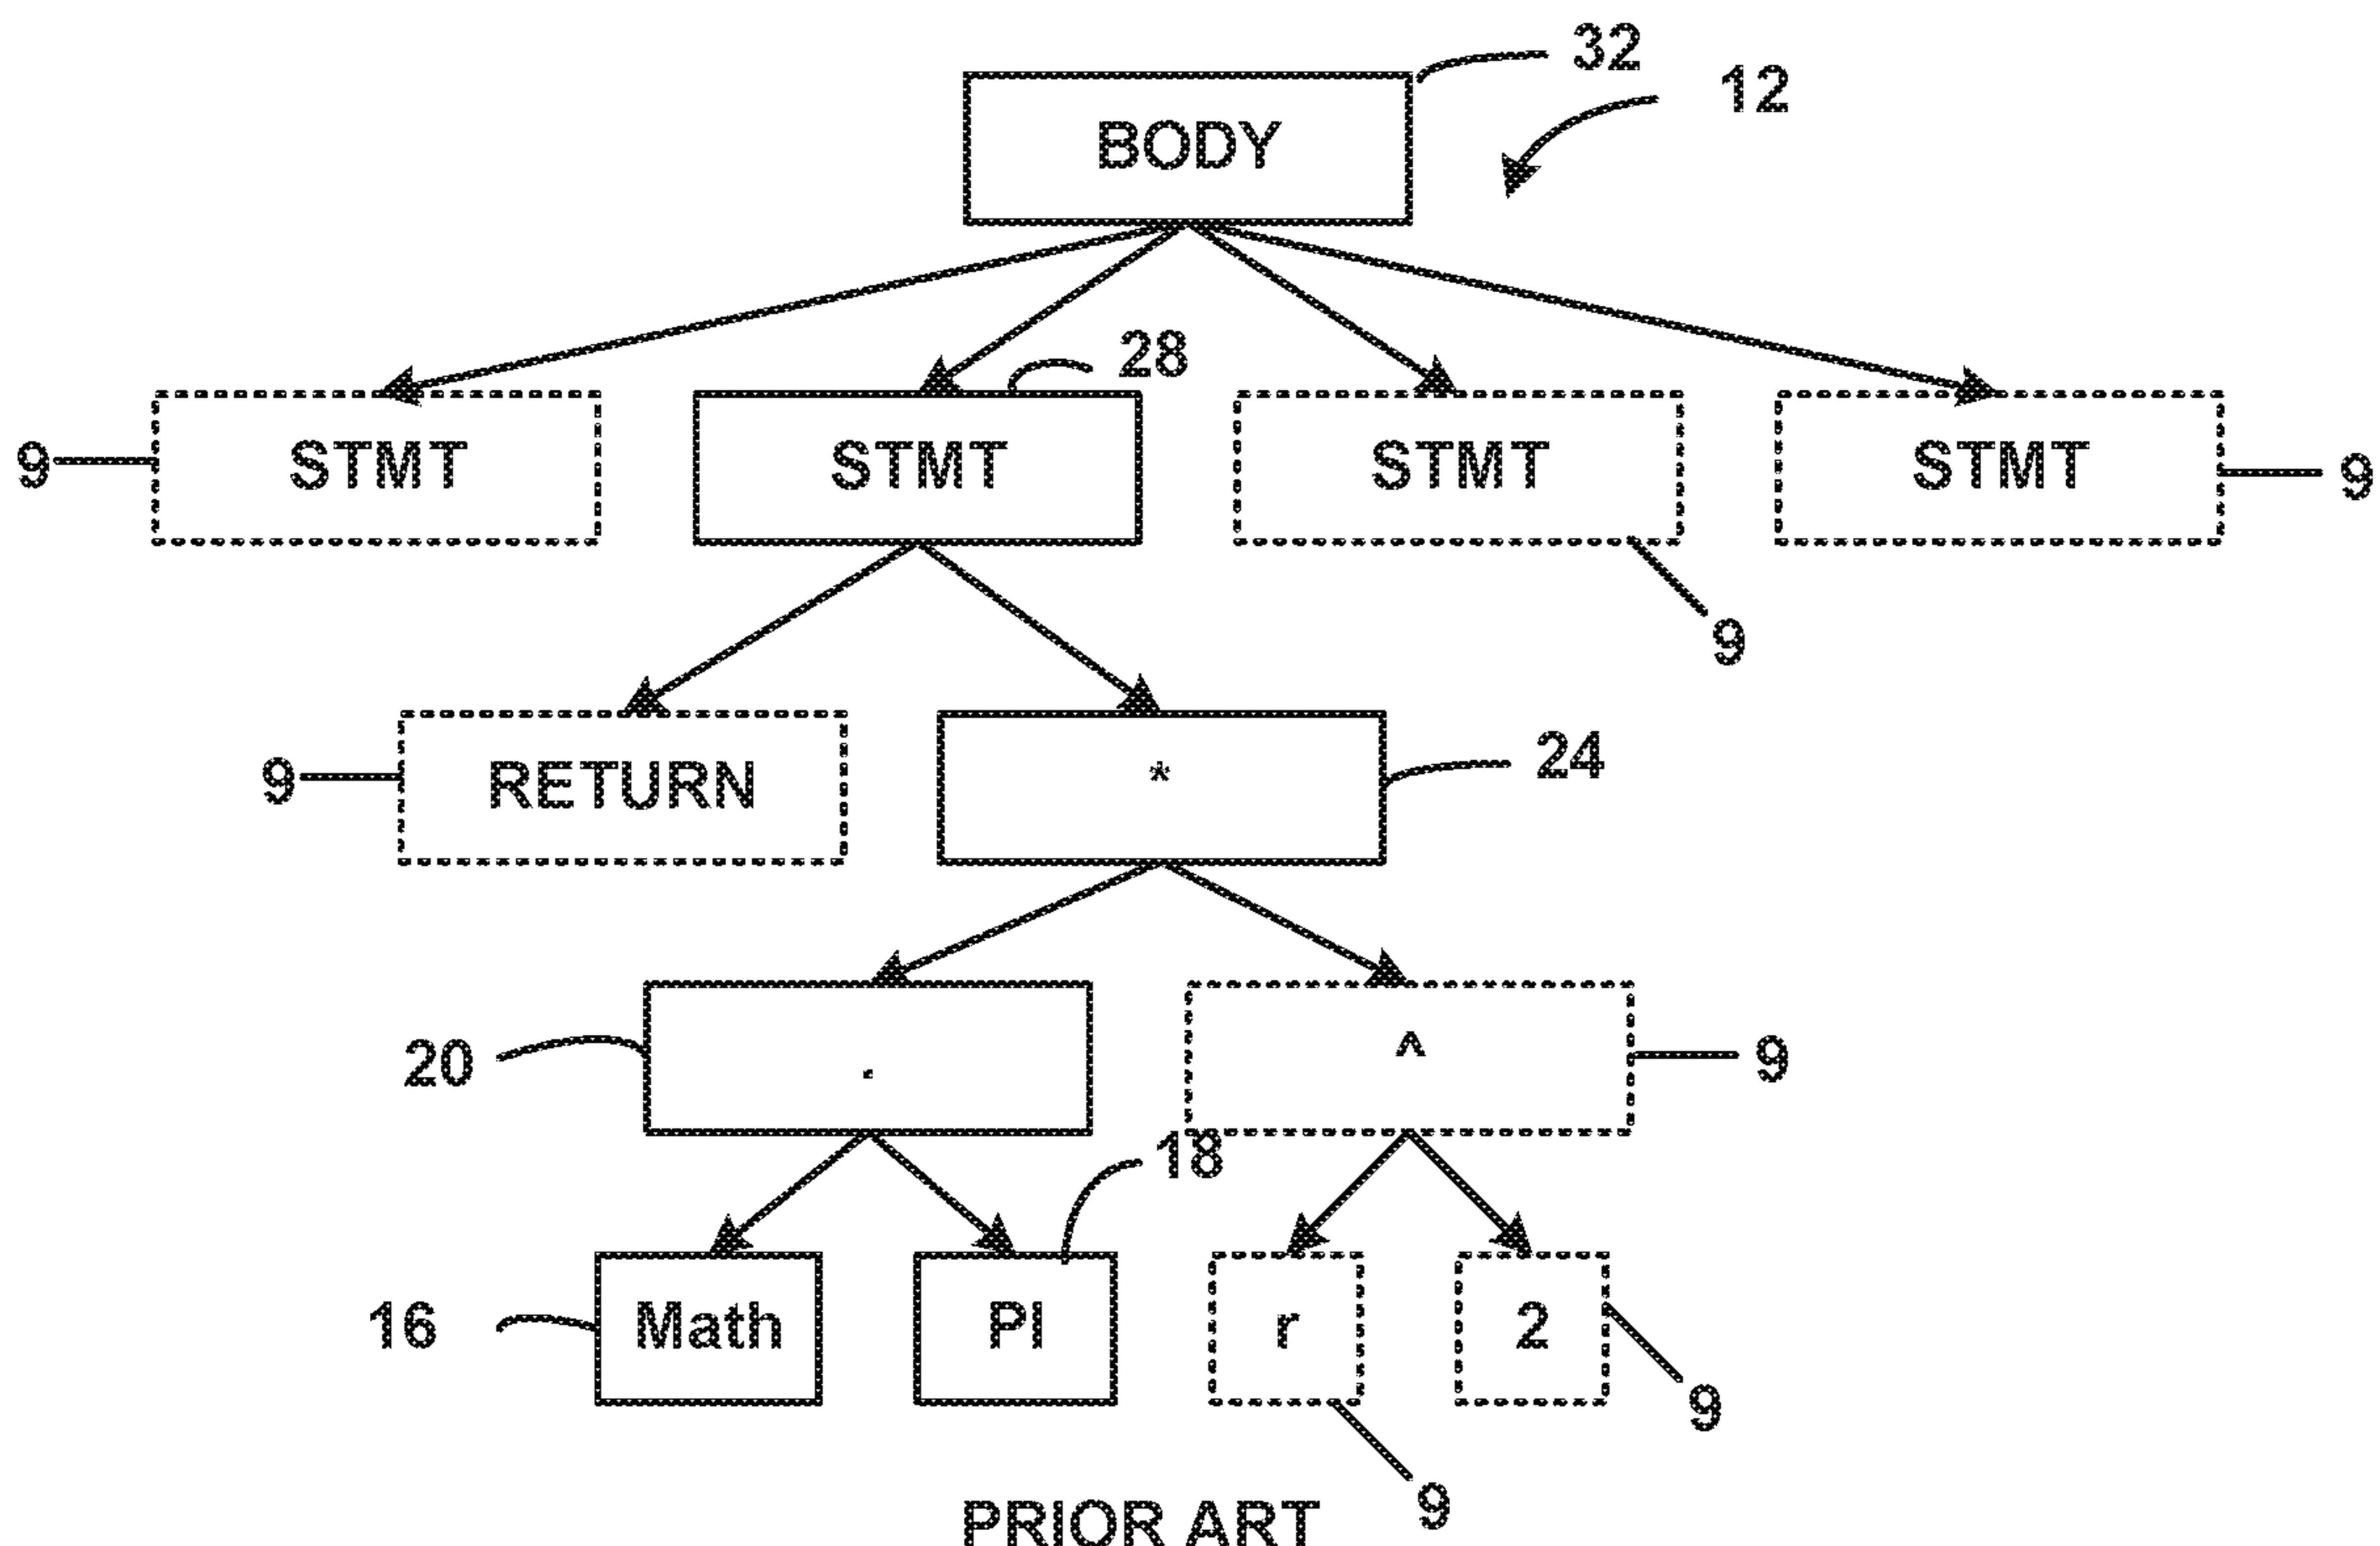 32
12
BODY
28
9 STMT STMT STMT STMT 9
9
9 RETURN * 24
20 . ^ 9
18
16 Math PI r 2
9
9
PRIOR ART